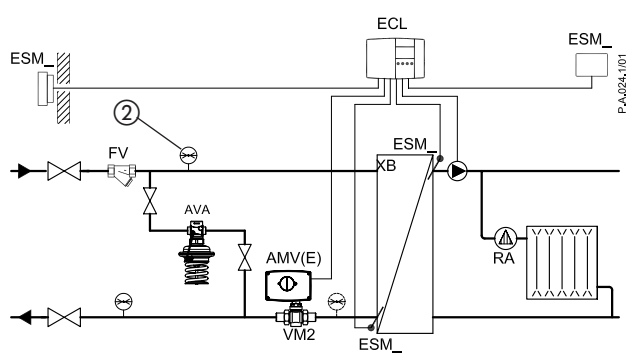 ECL
ESM_
ESM_
P.A.024.1/01
2
FV
ESM_
XB
AVA
AMV(E)
RA
VM2
ESM_